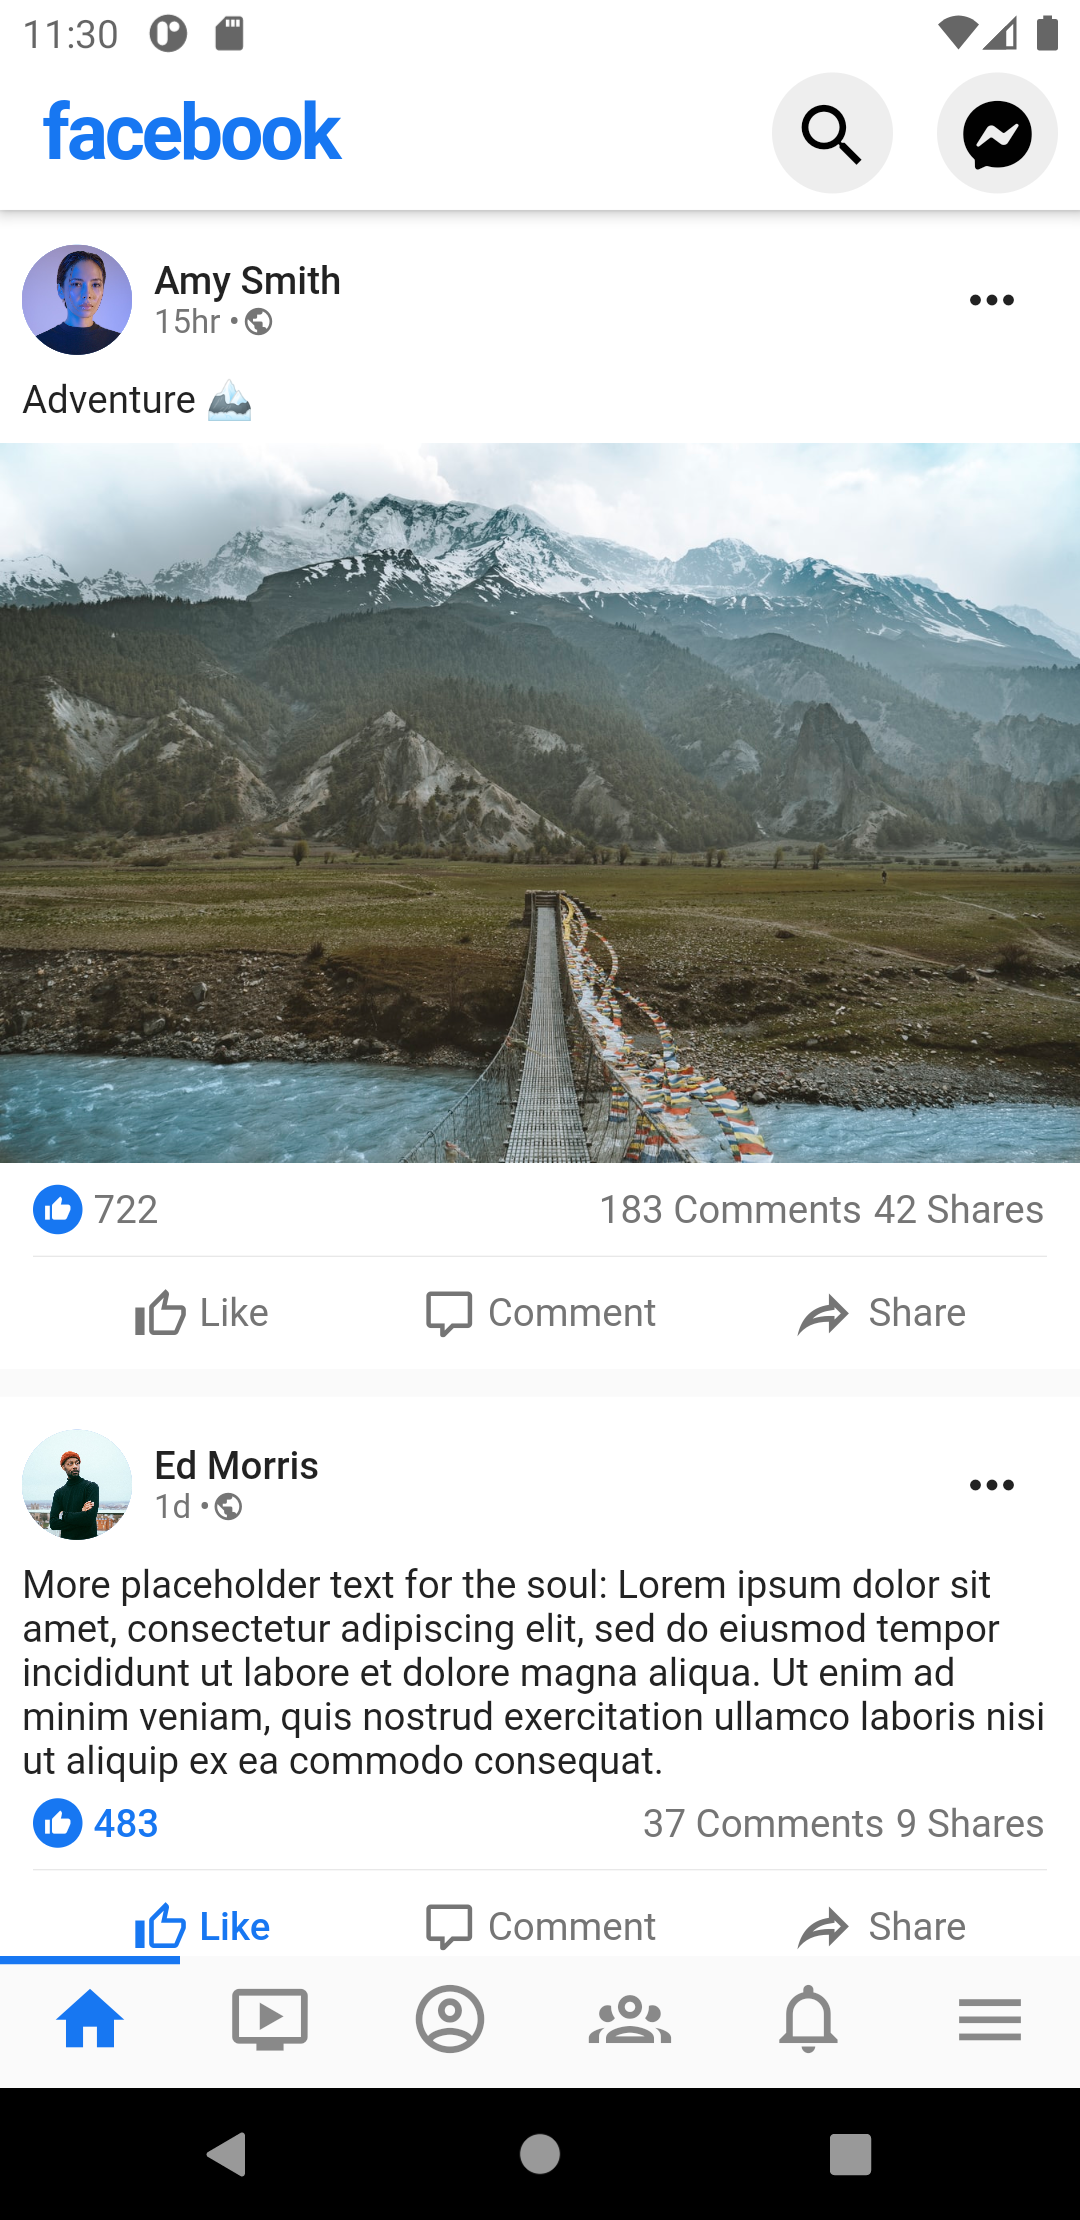 11:30
facebook
Amy Smith
15hr •
Adventure 🏔️
722
183 Comments 42 Shares
Like
Comment
Share
Ed Morris
1d •
More placeholder text for the soul: Lorem ipsum dolor sit
amet, consectetur adipiscing elit, sed do eiusmod tempor
incididunt ut labore et dolore magna aliqua. Ut enim ad
minim veniam, quis nostrud exercitation ullamco laboris nisi
ut aliquip ex ea commodo consequat.
483
37 Comments 9 Shares
Like
Comment
Share